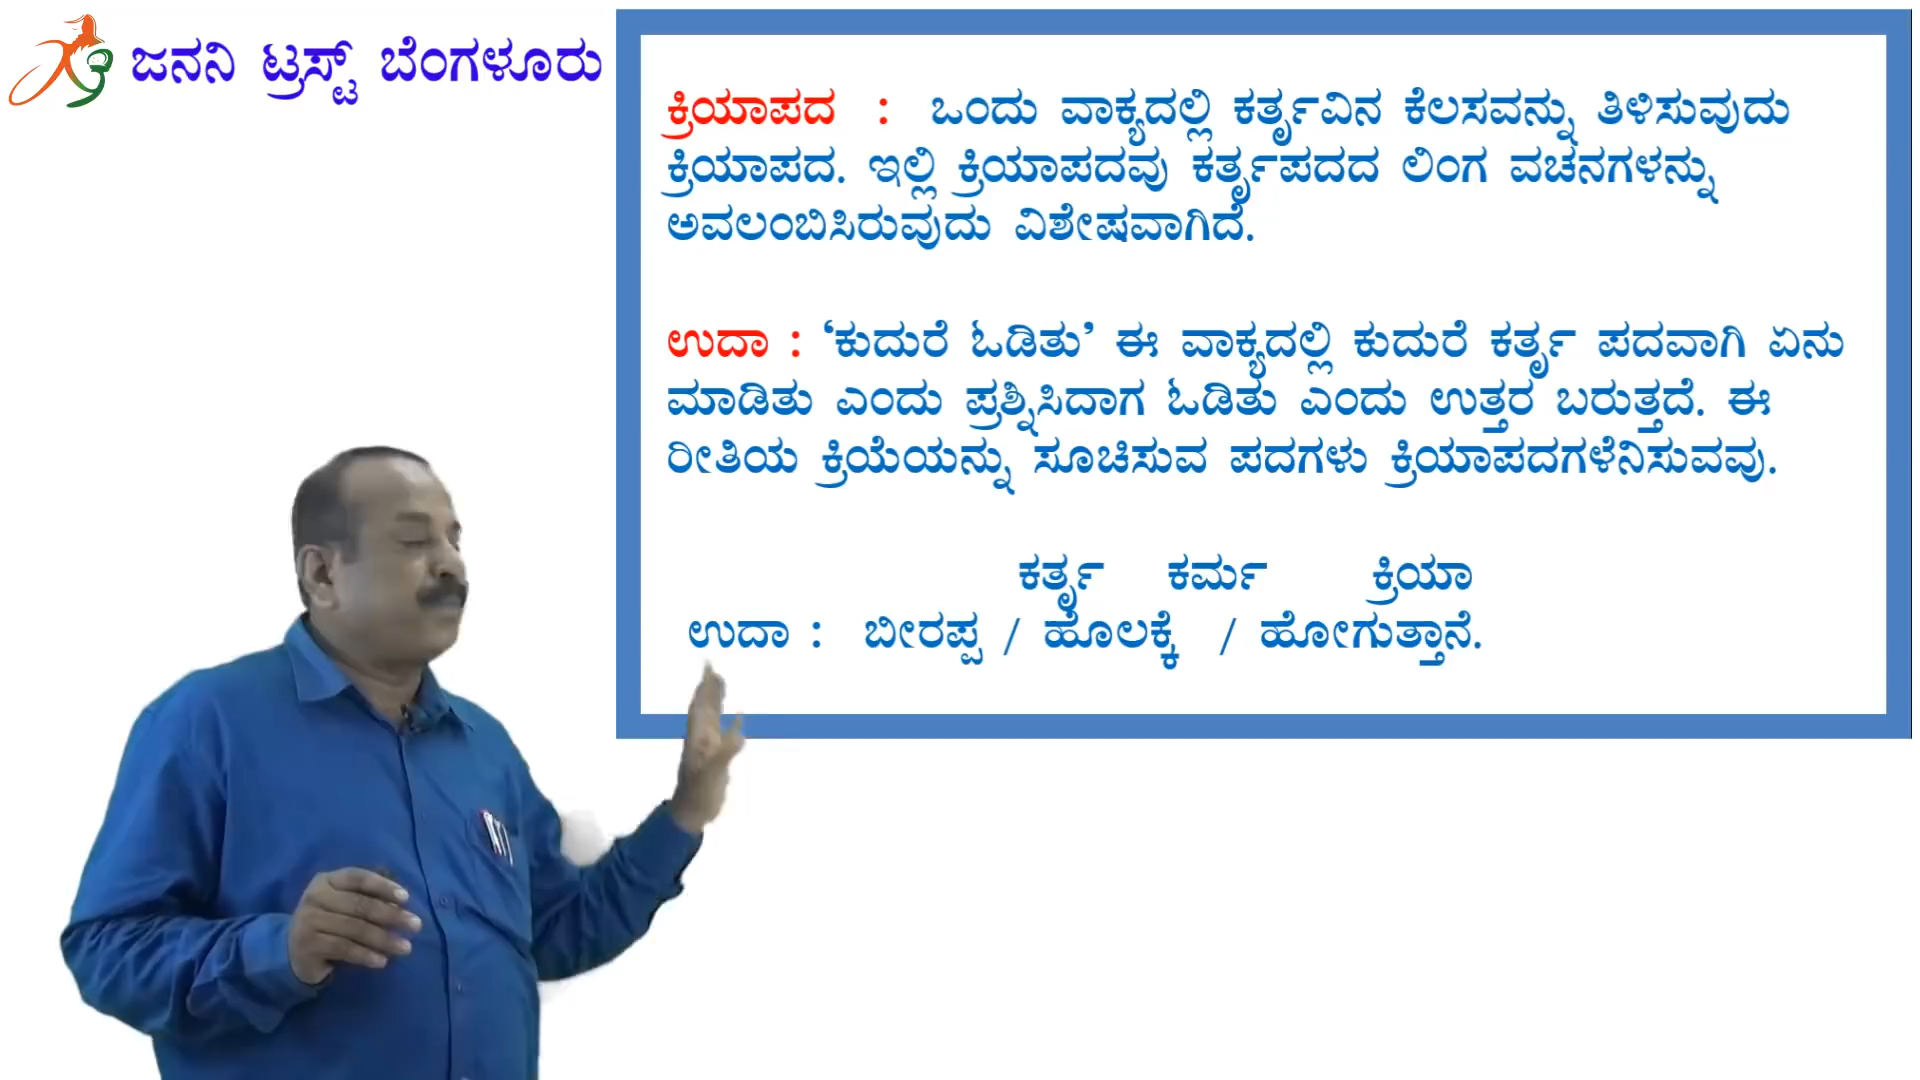 ಜನನಿ ಟ್ರಸ್ಟ್ ಬೆಂಗಳೂರು
ಕ್ರಿಯಾಪದ : ಒಂದು ವಾಕ್ಯದಲ್ಲಿ ಕರ್ತೃವಿನ ಕೆಲಸವನ್ನು ತಿಳಿಸುವುದು
ಕ್ರಿಯಾಪದ. ಇಲ್ಲಿ ಕ್ರಿಯಾಪದವು ಕರ್ತೃಪದದ ಲಿಂಗ ವಚನಗಳನ್ನು
ಅವಲಂಬಿಸಿರುವುದು ವಿಶೇಷವಾಗಿದೆ.
ಉದಾ : ‘ಕುದುರೆ ಓಡಿತು’ ಈ ವಾಕ್ಯದಲ್ಲಿ ಕುದುರೆ ಕರ್ತೃ ಪದವಾಗಿ ಏನು
ಮಾಡಿತು ಎಂದು ಪ್ರಶ್ನಿಸಿದಾಗ ಓಡಿತು ಎಂದು ಉತ್ತರ ಬರುತ್ತದೆ. ಈ
ರೀತಿಯ ಕ್ರಿಯೆಯನ್ನು ಸೂಚಿಸುವ ಪದಗಳು ಕ್ರಿಯಾಪದಗಳೆನಿಸುವವು.
ಕರ್ತೃ ಕರ್ಮ ಕ್ರಿಯಾ
ಉದಾ : ಬೀರಪ್ಪ / ಹೊಲಕ್ಕೆ / ಹೋಗುತ್ತಾನೆ.